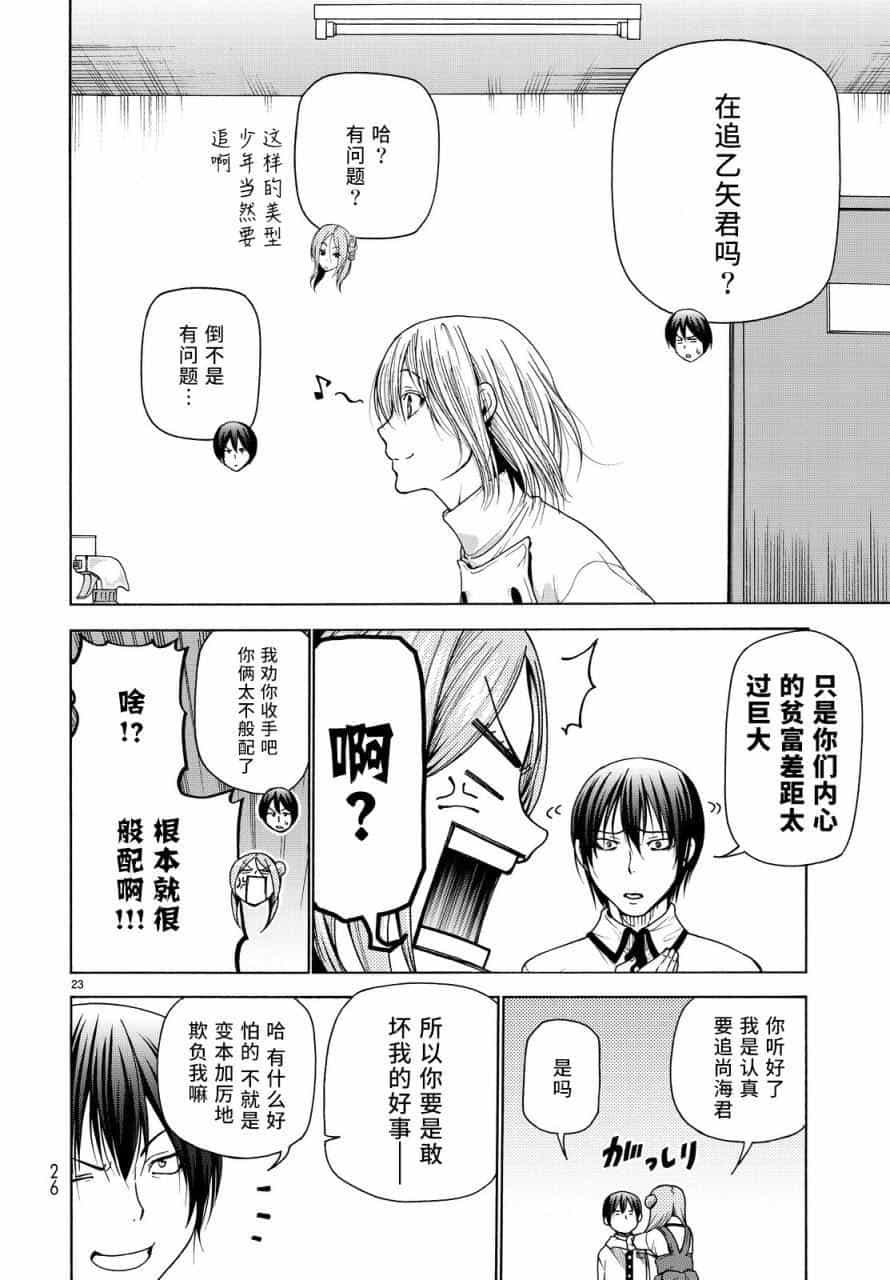 在追乙矢君吗？
哈？
有问题？
这样的美型
少年当然要
追啊
倒不是
有问题…
只是你们内心
的贫富差距太
过巨大
啊？
我劝你收手吧
你俩太不般配了
啥!?
根本就很
般配啊!!!
23
你听好了
我是认真
要追尚海君
是吗
がっしり
所以你要是敢
坏我的好事——
哈 有什么好
怕的 不就是
变本加厉地
欺负我嘛
26